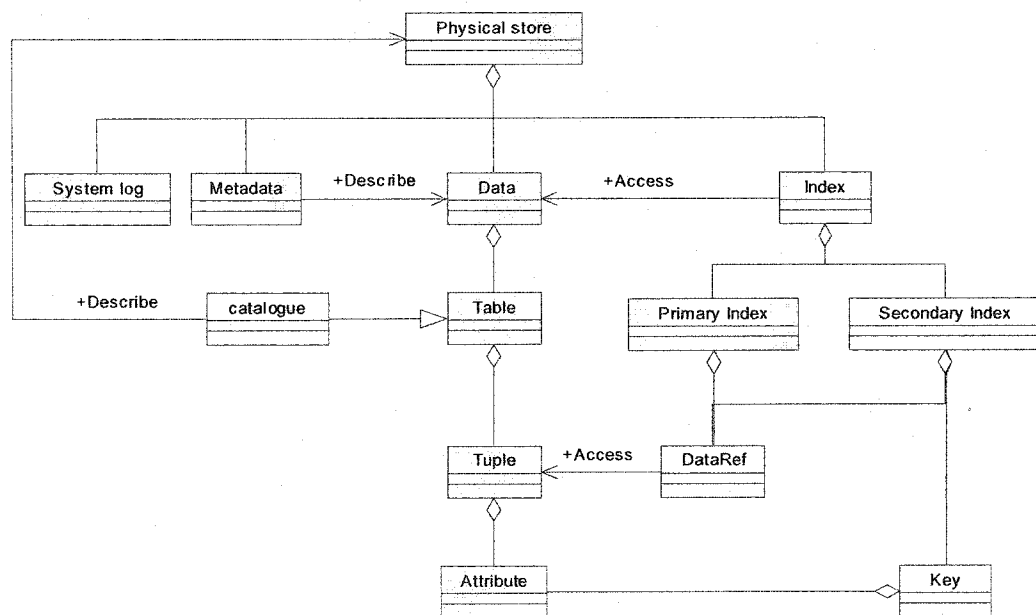 Physical store
System log
Metadata
+Describe
Data
+Access
Index
+Describe
catalogue
Table
Primary Index
Secondary Index
Tuple
+Access
DataRef
Attribute
Key